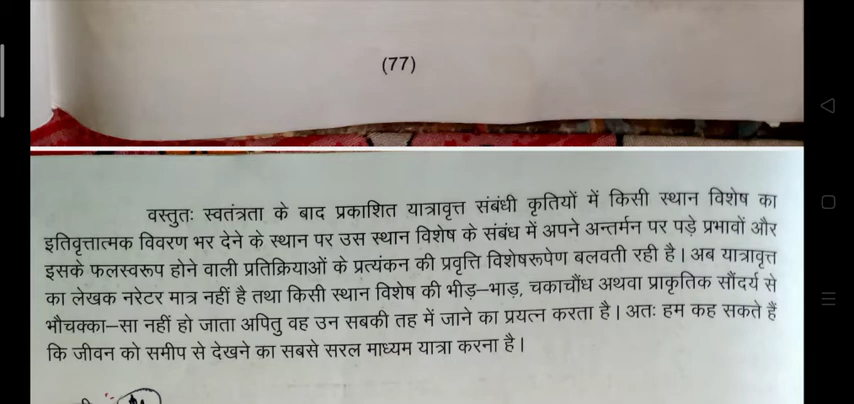 (77)
वस्तुतः स्वतंत्रता के बाद प्रकाशित यात्रावृत्त संबंधी कृतियों में किसी स्थान विशेष का
इतिवृत्तात्मक विवरण भर देने के स्थान पर उस स्थान विशेष के संबंध में अपने अन्तर्मन पर पड़े प्रभावों और
इसके फलस्वरूप होने वाली प्रतिक्रियाओं के प्रत्यंकन की प्रवृत्ति विशेषरूपेण बलवती रही है। अब यात्रावृत्त
का लेखक नरेटर मात्र नहीं है तथा किसी स्थान विशेष की भीड़–भाड़, चकाचौंध अथवा प्राकृतिक सौंदर्य से
भौचक्का–सा नहीं हो जाता अपितु वह उन सबकी तह में जाने का प्रयत्न करता है। अतः हम कह सकते हैं
कि जीवन को समीप से देखने का सबसे सरल माध्यम यात्रा करना है।